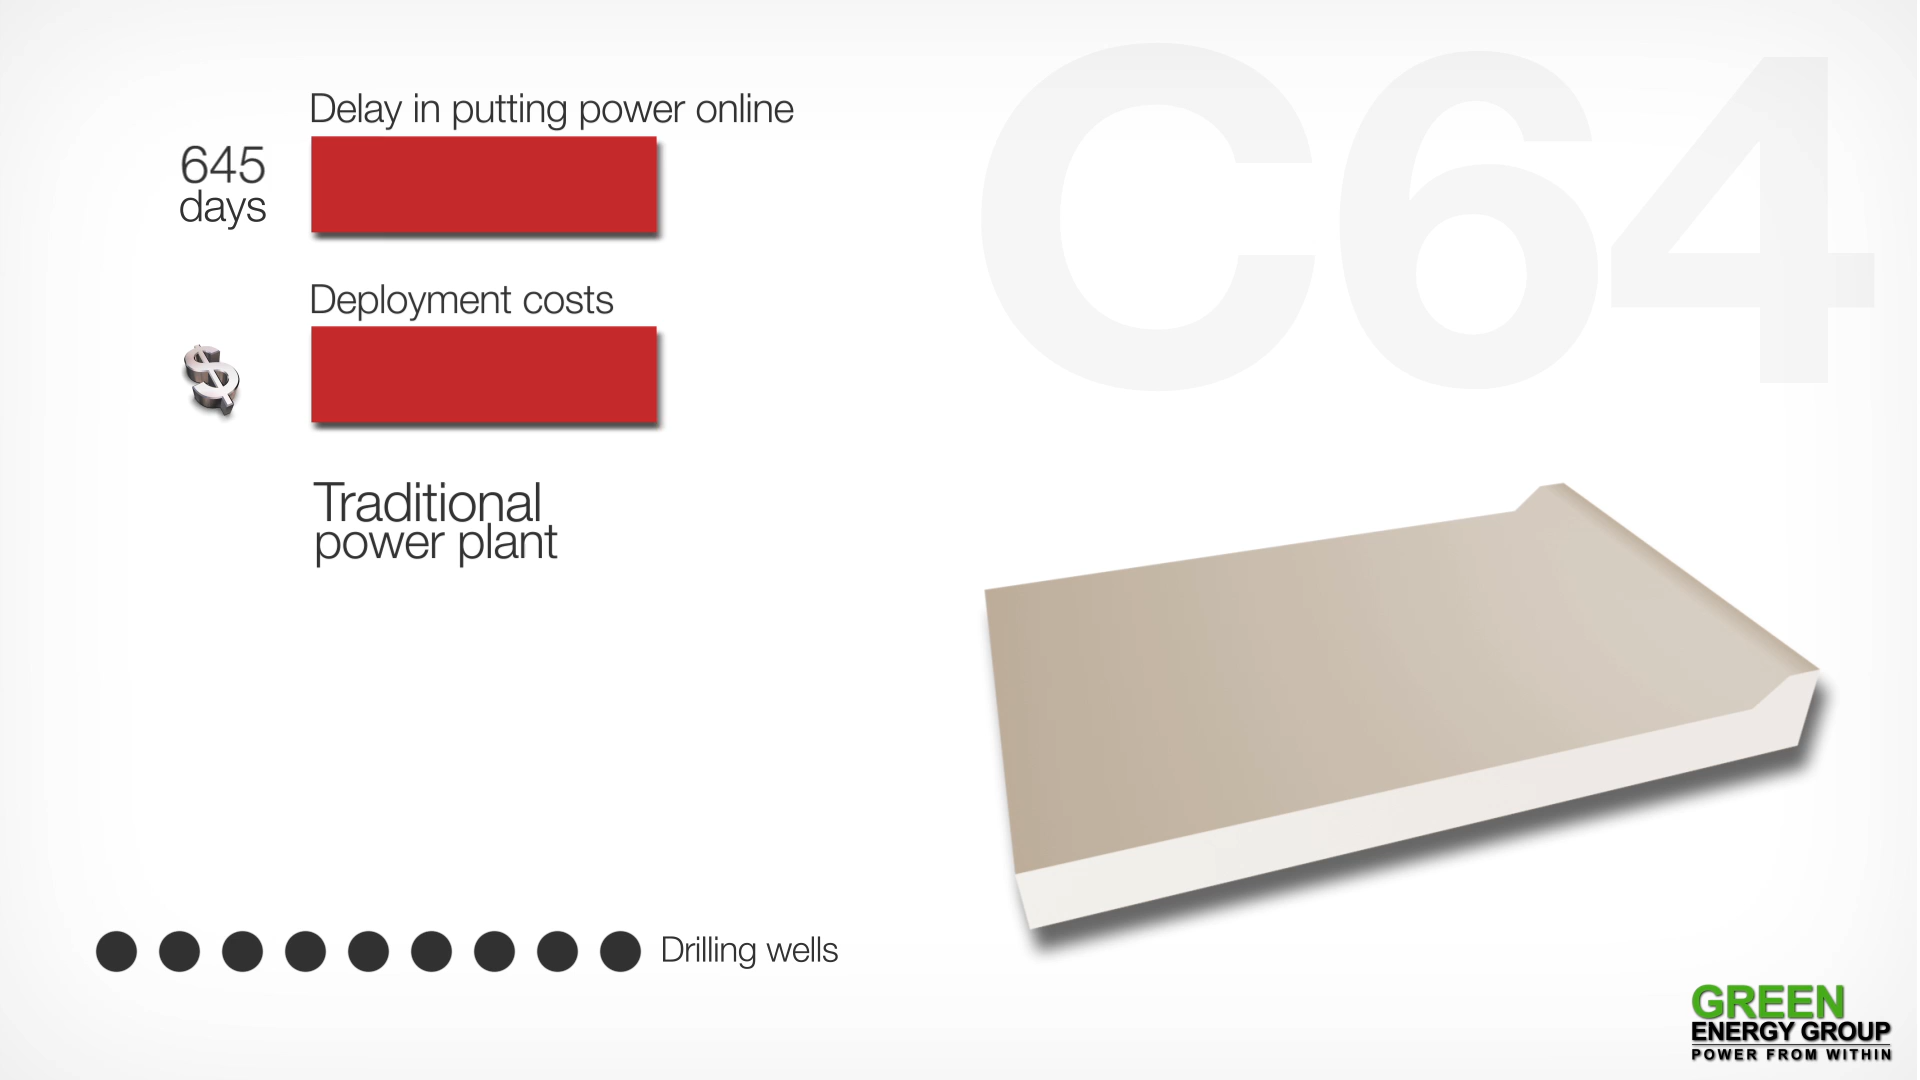 C64
Delay in putting power online
645
days
Deployment costs
$
Traditional
power plant
Drilling wells
GREEN
ENERGY GROUP
POWER FROM WITHIN